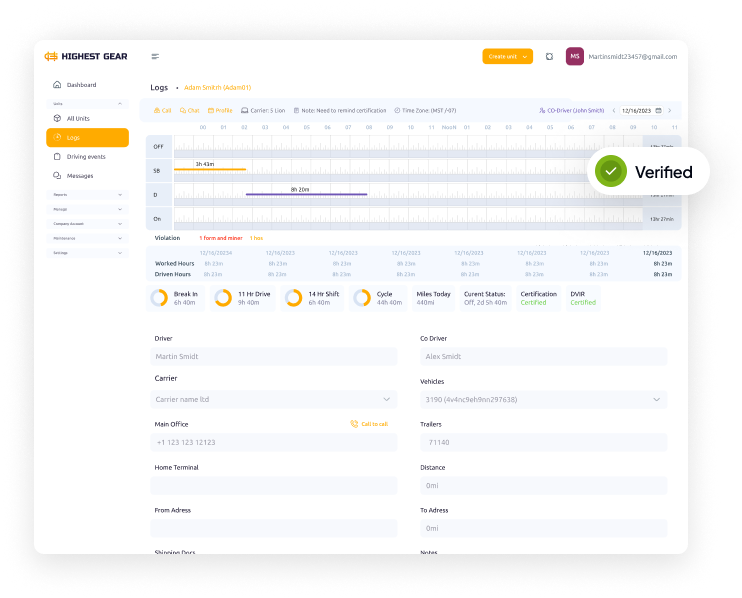 HIGHEST GEAR
Create unit
MS
Martinsmidt23457@gmail.com
Dashboard
Units
All Units
Logs
Driving events
Messages
Reports
Company Account
Maintenance
Settings
Logs • Adam Smitrh (Adam01)
Call Chat Profile Carrier: S Lion Note: Need to remind certification Time Zone: (MST /-07) CO-Driver (John Smith) 12/16/2023
00 01 02 03 04 05 06 07 08 09 10 11 NooN 01 02 03 04 05 06 07 08 09 10 11
OFF
SB 3h 43m
D 8h 20m
On 13hr 27min
Verified
Violation 1 form and miner
12/16/20234 12/16/2023 12/16/2023 12/16/2023 12/16/2023 12/16/2023 12/16/2023 12/16/2023
Worked Hours 8h 23m 8h 23m 8h 23m 8h 23m 8h 23m 8h 23m 8h 23m 8h 23m
Driven Hours 8h 23m 8h 23m 8h 23m 8h 23m 8h 23m 8h 23m 8h 23m 8h 23m
Break In 11 Hr Drive 14 Hr Shift Cycle Miles Today Curent Status: Certification DVIR
6h 40m 9h 40m 6h 40m 44h 40m 440mi Off, 2d 5h 40m Certified Certified
Driver Co Driver
Martin Smidt Alex Smidt
Carrier Vehicles
Carrier name ltd 3190 (4v4nc9eh9nn297638)
Main Office Call to call Trailers
+1 123 123 12123 71140
Home Terminal Distance
0mi
From Adress To Adress
0mi
Shipping Docs Notes